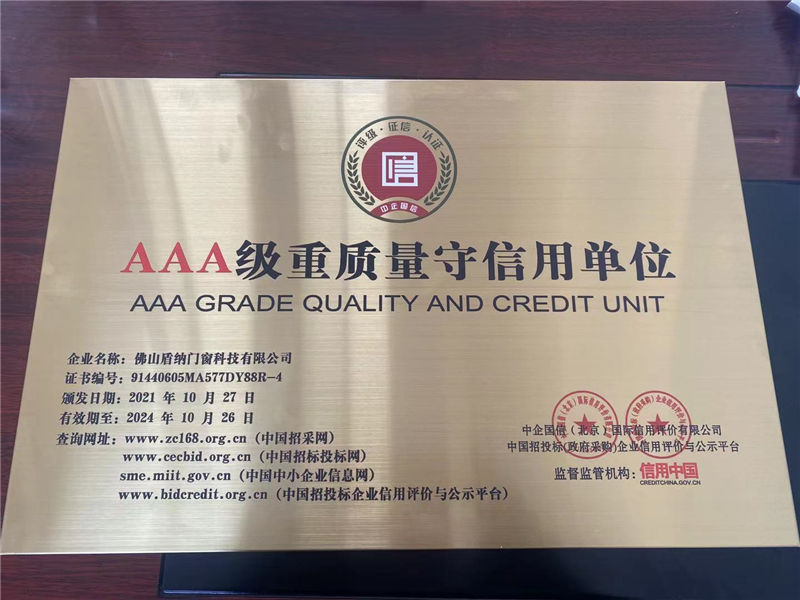 评级·征信·认证
信
中企国信
AAA级重质量守信用单位
AAA GRADE QUALITY AND CREDIT UNIT
企业名称：佛山盾纳门窗科技有限公司
证书编号：91440605MA577DY88R-4
颁发日期：2021 年 10 月 27 日
有效期至：2024 年 10 月 26 日
查询网址：www.zc168.org.cn (中国招采网)
www.cecbid.org.cn (中国招标投标网)
sme.miit.gov.cn (中国中小企业信息网)
www.bidcredit.org.cn (中国招投标企业信用评价与公示平台)
中企国信（北京）国际信用评价有限公司
中国招投标(政府采购)企业信用评价与公示平台
监督监管机构：信用中国
CREDITCHINA.GOV.CN